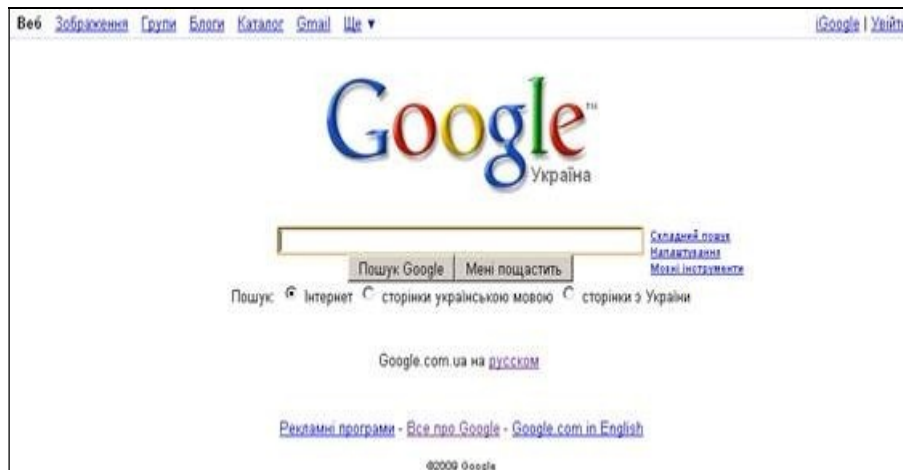 Веб Зображення Групи Блоги Каталог Gmail Ще ▼ iGoogle | Увійти
Google™
Україна
Складний пошук
Налаштування
Мовні інструменти
Пошук Google Мені пощастить
Пошук: Інтернет сторінки українською мовою сторінки з України
Google.com.ua на русском
Рекламні програми - Все про Google - Google.com in English
©2009 Google